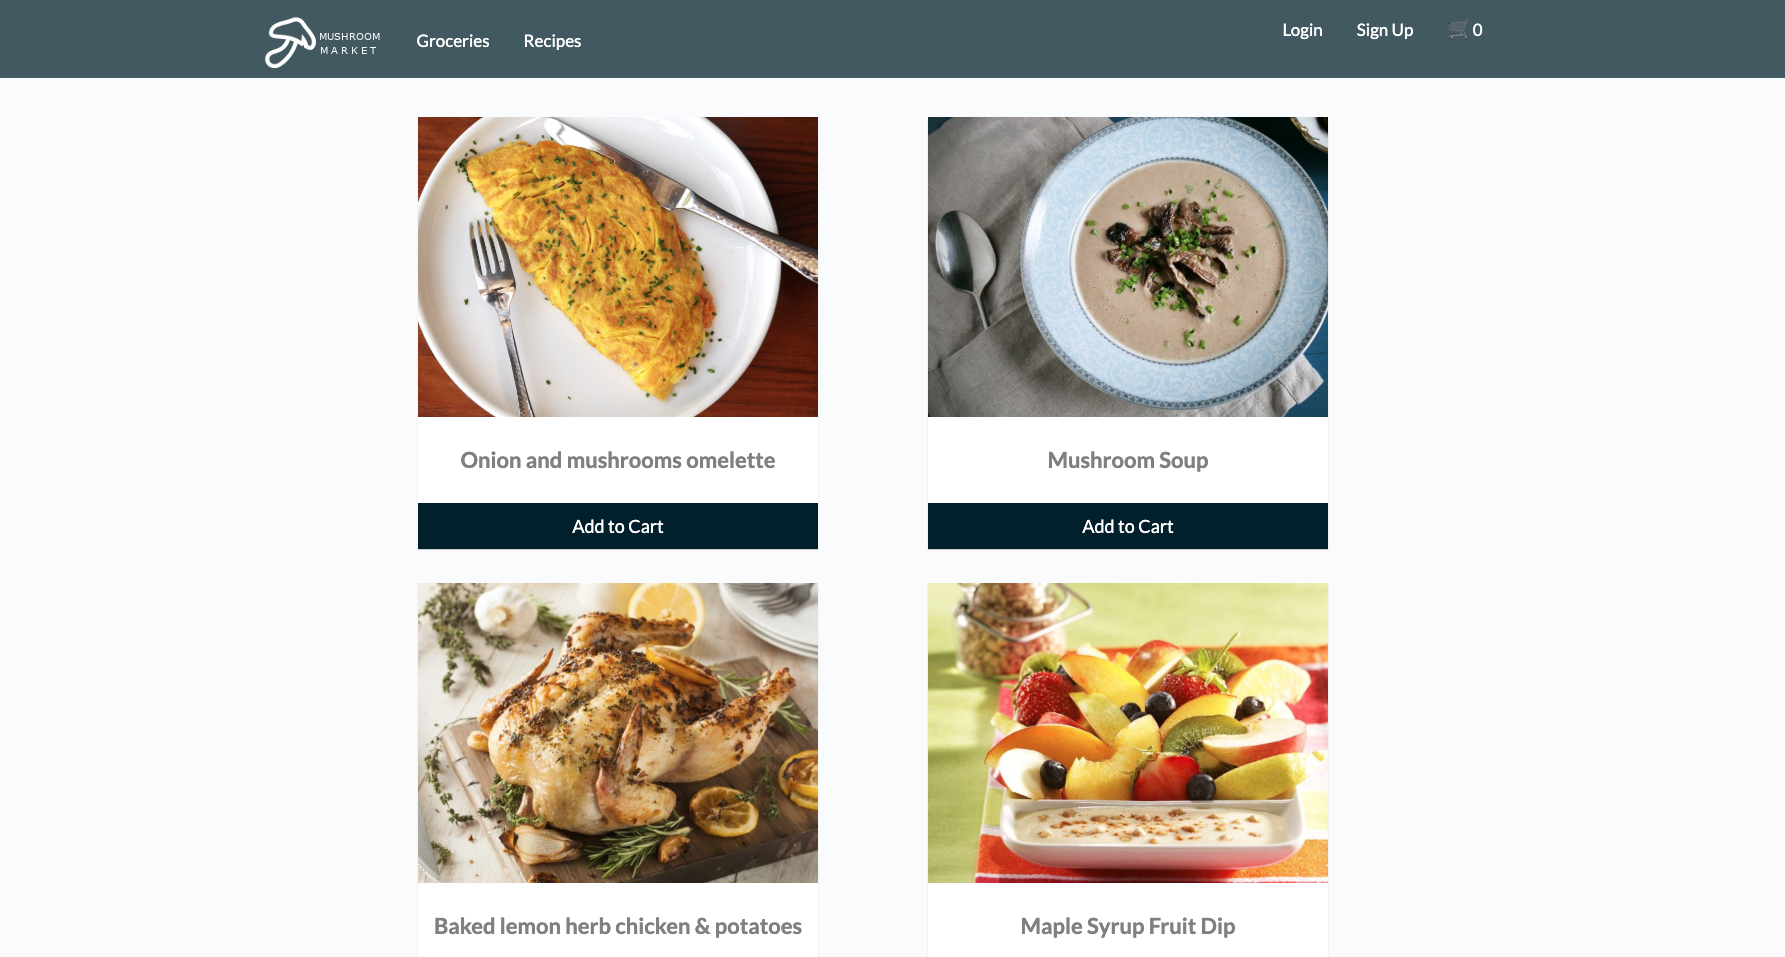 MUSHROOM
MARKET
Groceries
Recipes
Login
Sign Up
0
Onion and mushrooms omelette
Mushroom Soup
Add to Cart
Add to Cart
Baked lemon herb chicken & potatoes
Maple Syrup Fruit Dip